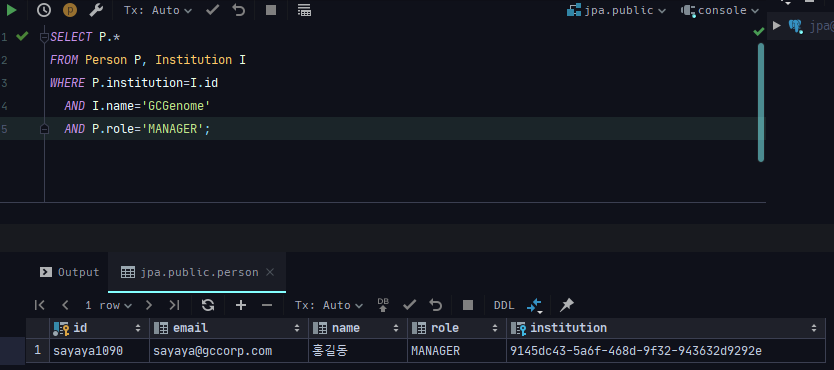 Tx: Auto
jpa.public
console
1 SELECT P.*
2 FROM Person P, Institution I
3 WHERE P.institution=I.id
4 AND I.name='GCGenome'
5 AND P.role='MANAGER';
jpa@
Output
jpa.public.person
1 row
Tx: Auto
DB
DDL
id email name role institution
1 sayaya1090 sayaya@gccorp.com 홍길동 MANAGER 9145dc43-5a6f-468d-9f32-943632d9292e